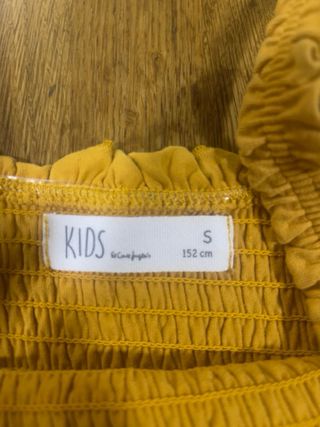 KIDS
El Corte Inglés
S
152 cm